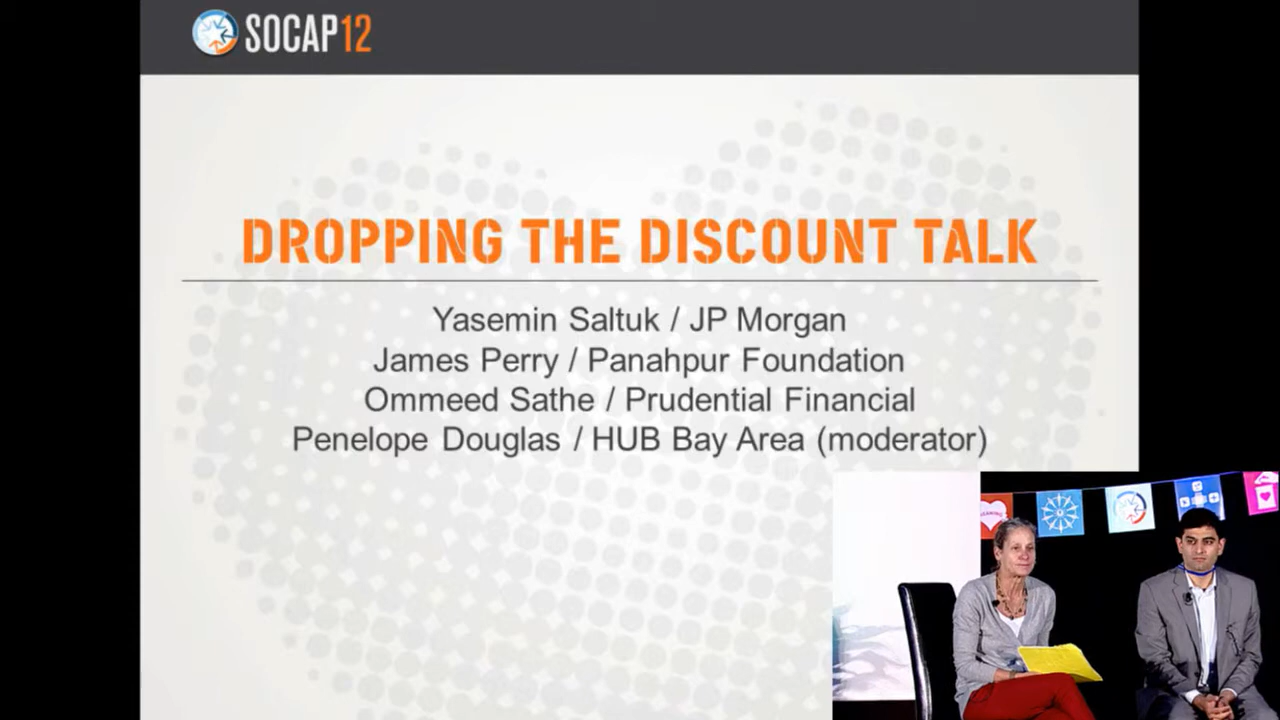 SOCAP12
DROPPING THE DISCOUNT TALK
Yasemin Saltuk / JP Morgan
James Perry / Panahpur Foundation
Ommeed Sathe / Prudential Financial
Penelope Douglas / HUB Bay Area (moderator)